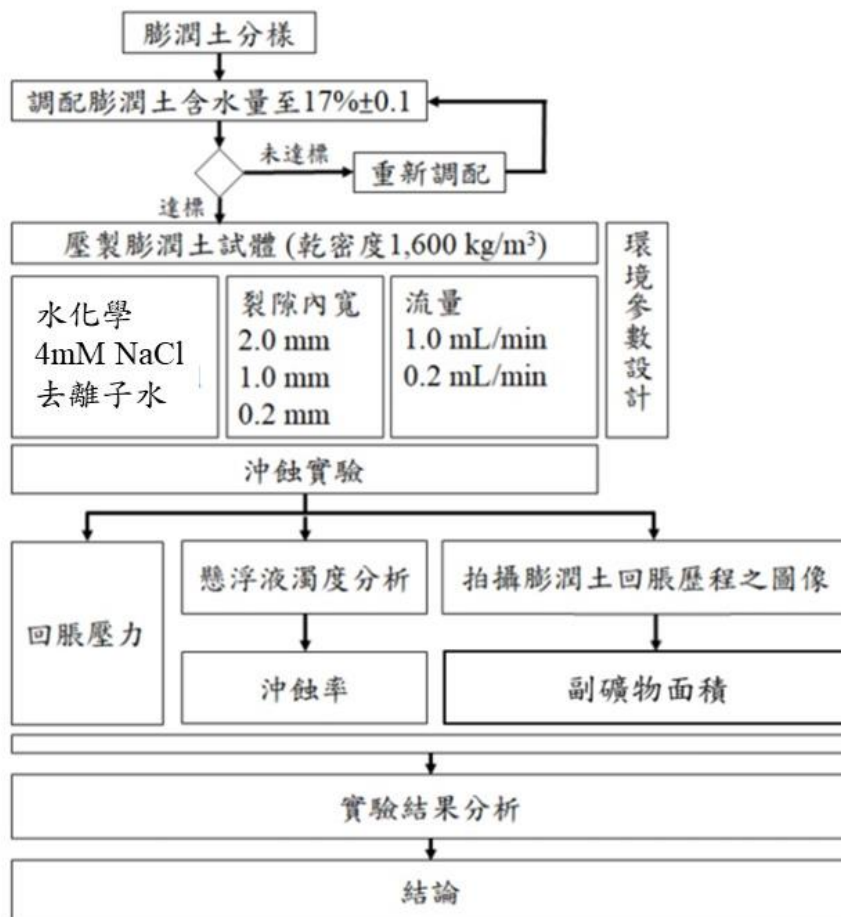 膨潤土分樣
調配膨潤土含水量至17%±0.1
未達標
重新調配
達標
壓製膨潤土試體 (乾密度1,600 kg/m³)
環境參數設計
水化學
4mM NaCl
去離子水
裂隙內寬
2.0 mm
1.0 mm
0.2 mm
流量
1.0 mL/min
0.2 mL/min
沖蝕實驗
回脹壓力
懸浮液濁度分析
拍攝膨潤土回脹歷程之圖像
沖蝕率
副礦物面積
實驗結果分析
結論